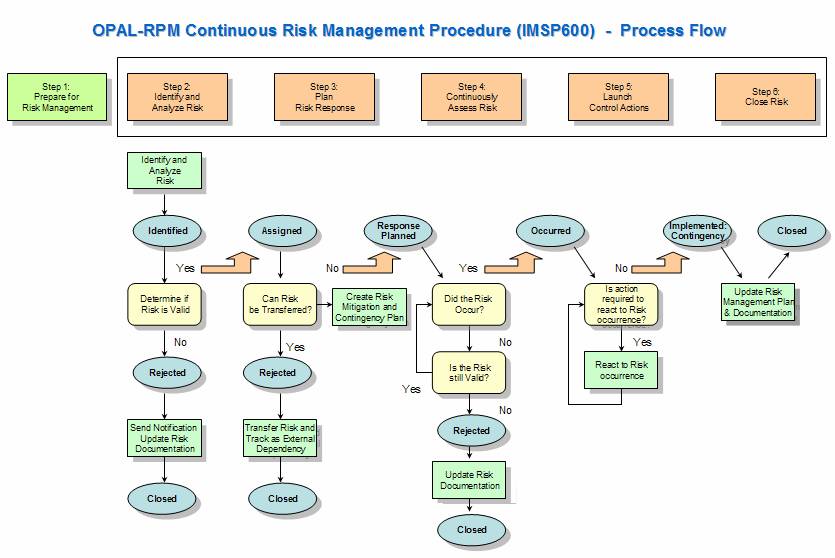 OPAL-RPM Continuous Risk Management Procedure (IMSP600)  -  Process Flow
Step 1:
Prepare for
Risk Management
Step 2:
Identify and
Analyze Risk
Step 3:
Plan
Risk Response
Step 4:
Continuously
Assess Risk
Step 5:
Launch
Control Actions
Step 6:
Close Risk
Identify and
Analyze
Risk
Identified
Assigned
Response
Planned
Occurred
Implemented:
Contingency
Closed
Yes
No
Yes
No
Determine if
Risk is Valid
Can Risk
be Transferred?
Create Risk
Mitigation and
Contingency Plan
Did the Risk
Occur?
Is action
required to
react to Risk
occurrence?
Update Risk
Management Plan
& Documentation
No
Yes
No
Yes
Rejected
Rejected
Is the Risk
still Valid?
React to Risk
occurrence
Yes
No
Send Notification
Update Risk
Documentation
Transfer Risk and
Track as External
Dependency
Rejected
Update Risk
Documentation
Closed
Closed
Closed